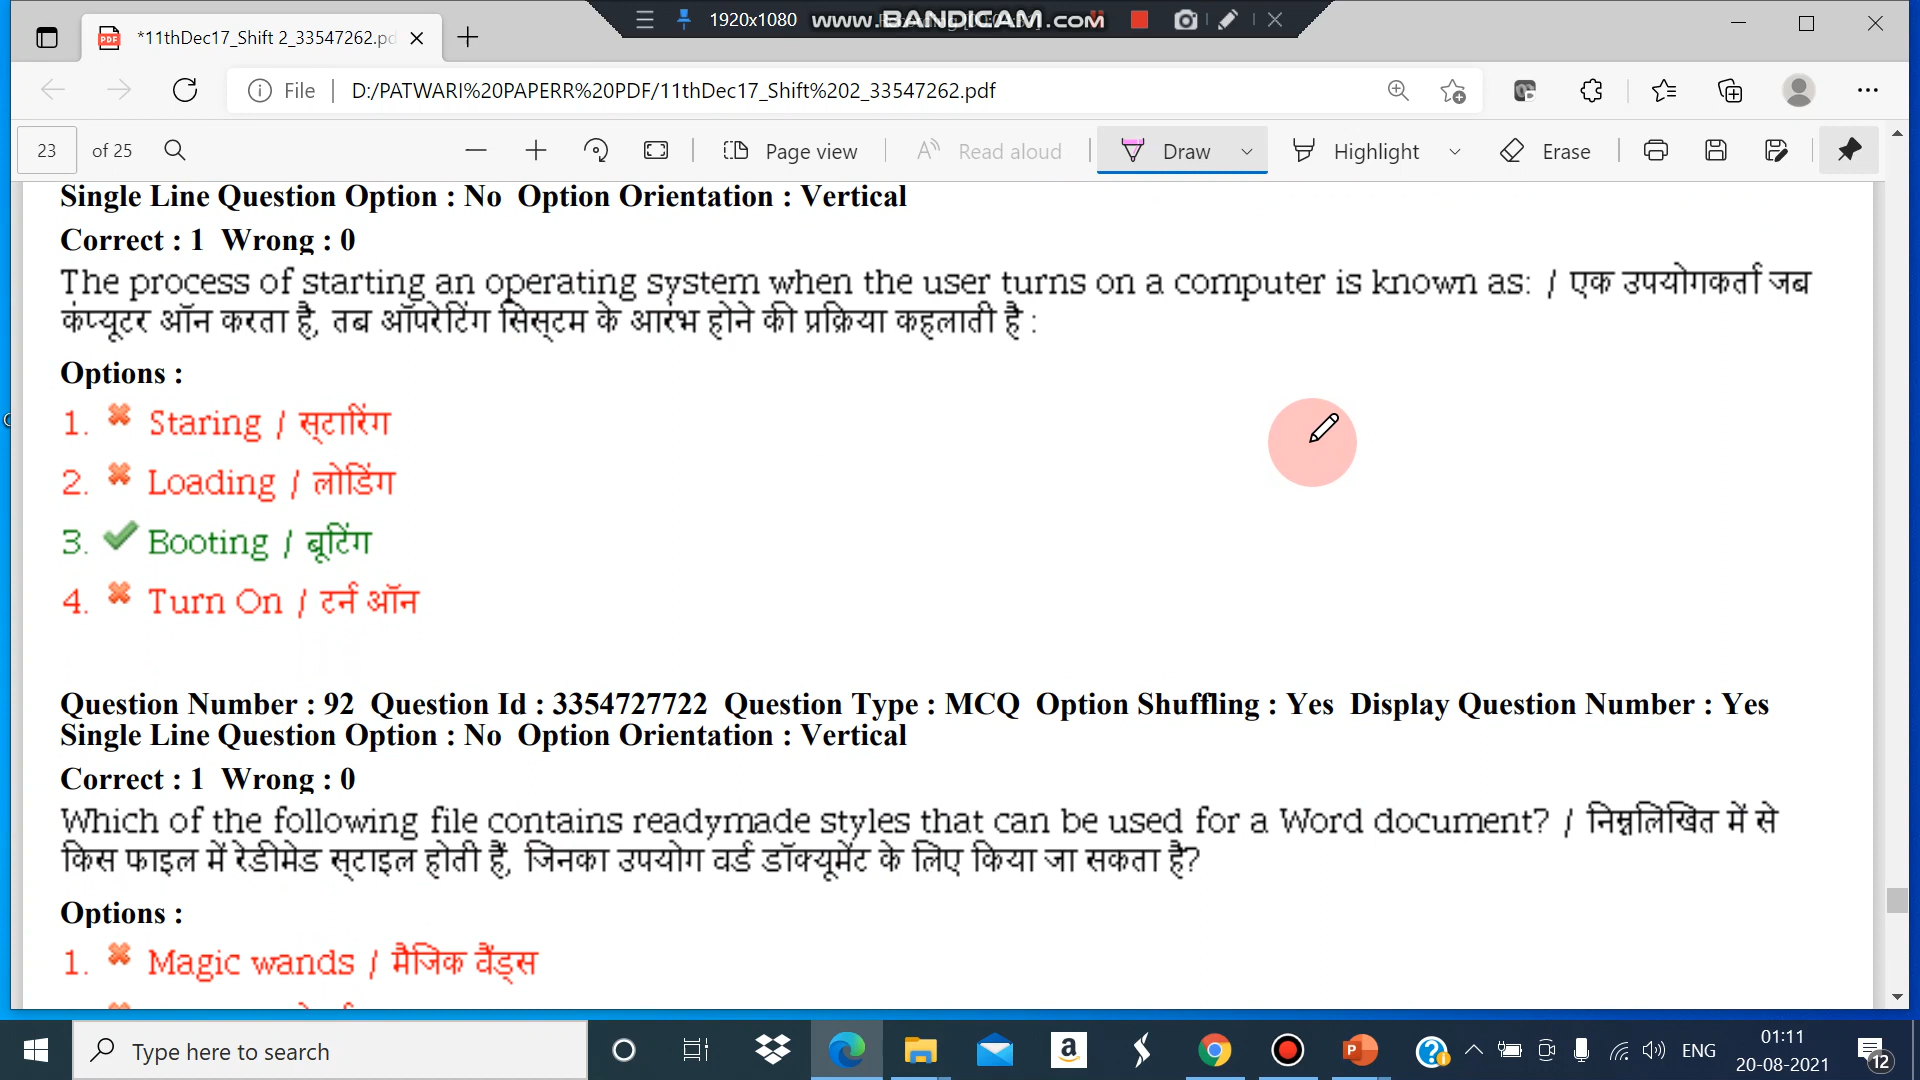 1920x1080 www.BANDICAM.com
*11thDec17_Shift 2_33547262.pd
File D:/PATWARI%20PAPERR%20PDF/11thDec17_Shift%202_33547262.pdf
23 of 25 Page view Read aloud Draw Highlight Erase
Single Line Question Option : No Option Orientation : Vertical
Correct : 1 Wrong : 0
The process of starting an operating system when the user turns on a computer is known as: / एक उपयोगकर्ता जब
कंप्यूटर ऑन करता है, तब ऑपरेटिंग सिस्टम के आरंभ होने की प्रक्रिया कहलाती है :
Options :
1. Staring / स्टारिंग
2. Loading / लोडिंग
3. Booting / बूटिंग
4. Turn On / टर्न ऑन
Question Number : 92 Question Id : 3354727722 Question Type : MCQ Option Shuffling : Yes Display Question Number : Yes
Single Line Question Option : No Option Orientation : Vertical
Correct : 1 Wrong : 0
Which of the following file contains readymade styles that can be used for a Word document? / निम्नलिखित में से
किस फाइल में रेडीमेड स्टाइल होती हैं, जिनका उपयोग वर्ड डॉक्यूमेंट के लिए किया जा सकता है?
Options :
1. Magic wands / मैजिक वैंड्स
Type here to search
ENG
01:11
20-08-2021
12